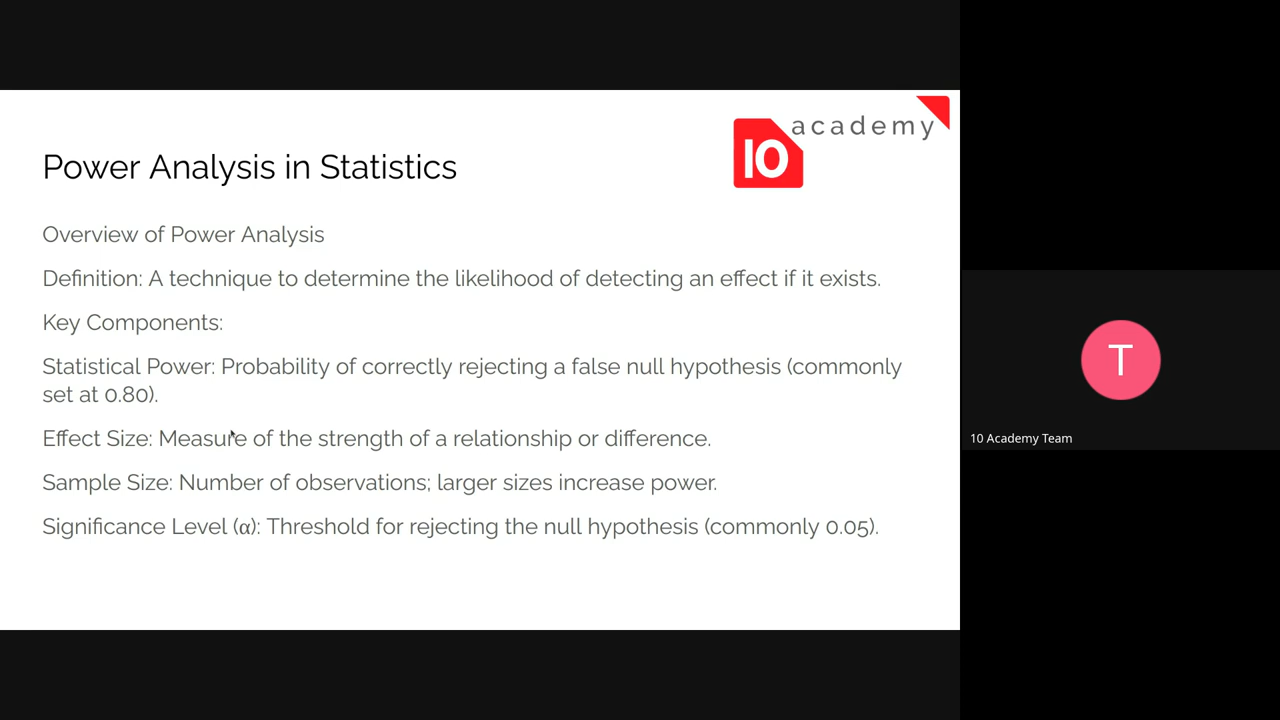 academy
10
Power Analysis in Statistics
Overview of Power Analysis
Definition: A technique to determine the likelihood of detecting an effect if it exists.
Key Components:
Statistical Power: Probability of correctly rejecting a false null hypothesis (commonly
set at 0.80).
Effect Size: Measure of the strength of a relationship or difference.
Sample Size: Number of observations; larger sizes increase power.
Significance Level (α): Threshold for rejecting the null hypothesis (commonly 0.05).
T
10 Academy Team